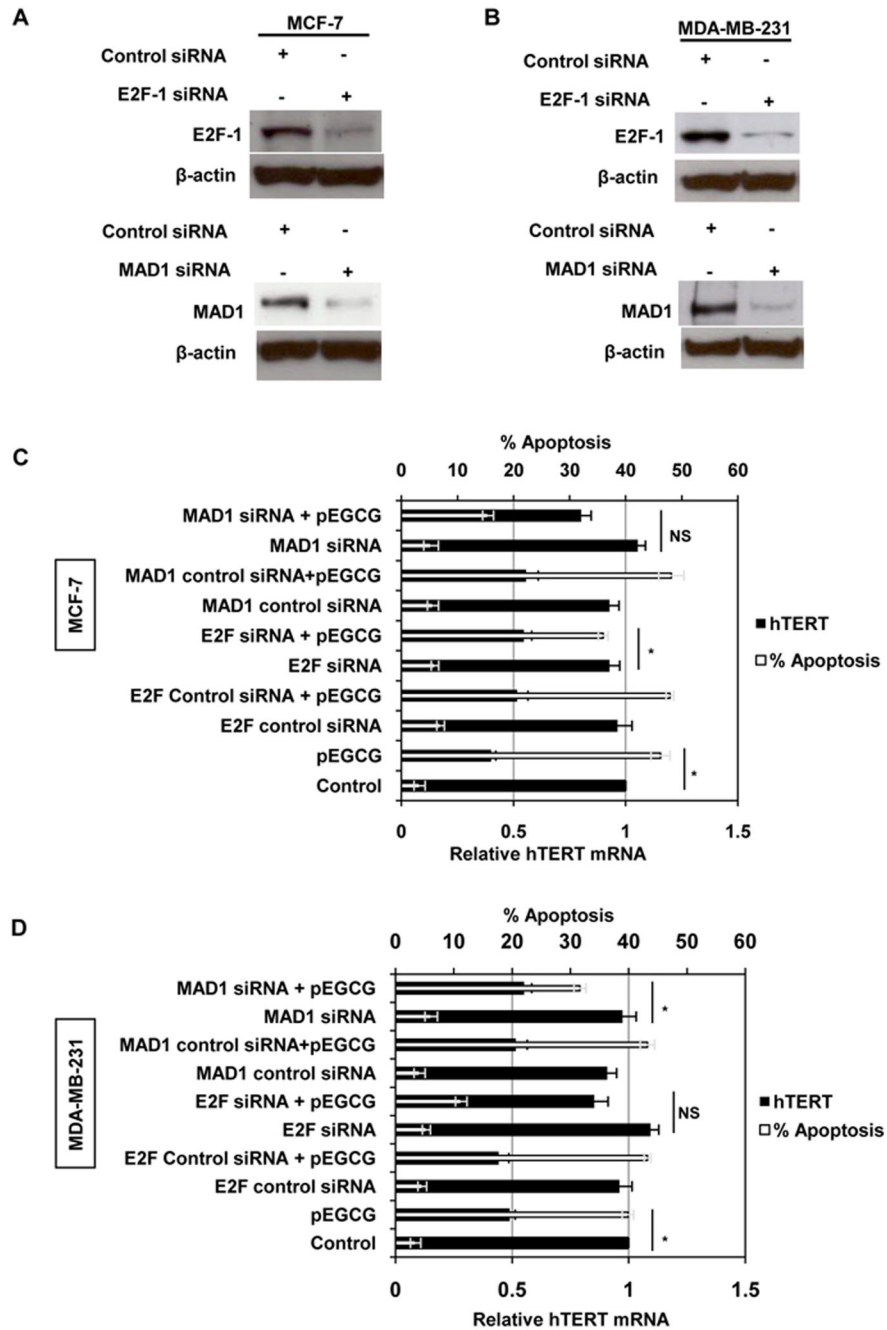 A
MCF-7
Control siRNA + -
E2F-1 siRNA - +
E2F-1
β-actin
Control siRNA + -
MAD1 siRNA - +
MAD1
β-actin
B
MDA-MB-231
Control siRNA + -
E2F-1 siRNA - +
E2F-1
β-actin
Control siRNA + -
MAD1 siRNA - +
MAD1
β-actin
C
% Apoptosis
0 10 20 30 40 50 60
MCF-7
MAD1 siRNA + pEGCG
MAD1 siRNA
MAD1 control siRNA+pEGCG
MAD1 control siRNA
E2F siRNA + pEGCG
E2F siRNA
E2F Control siRNA + pEGCG
E2F control siRNA
pEGCG
Control
NS
*
*
hTERT
% Apoptosis
0 0.5 1 1.5
Relative hTERT mRNA
D
% Apoptosis
0 10 20 30 40 50 60
MDA-MB-231
MAD1 siRNA + pEGCG
MAD1 siRNA
MAD1 control siRNA+pEGCG
MAD1 control siRNA
E2F siRNA + pEGCG
E2F siRNA
E2F Control siRNA + pEGCG
E2F control siRNA
pEGCG
Control
*
NS
*
hTERT
% Apoptosis
0 0.5 1 1.5
Relative hTERT mRNA